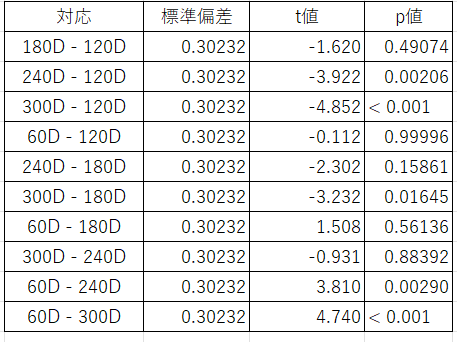 対応 標準偏差 t値 p値
180D - 120D 0.30232 -1.620 0.49074
240D - 120D 0.30232 -3.922 0.00206
300D - 120D 0.30232 -4.852 < 0.001
60D - 120D 0.30232 -0.112 0.99996
240D - 180D 0.30232 -2.302 0.15861
300D - 180D 0.30232 -3.232 0.01645
60D - 180D 0.30232 1.508 0.56136
300D - 240D 0.30232 -0.931 0.88392
60D - 240D 0.30232 3.810 0.00290
60D - 300D 0.30232 4.740 < 0.001